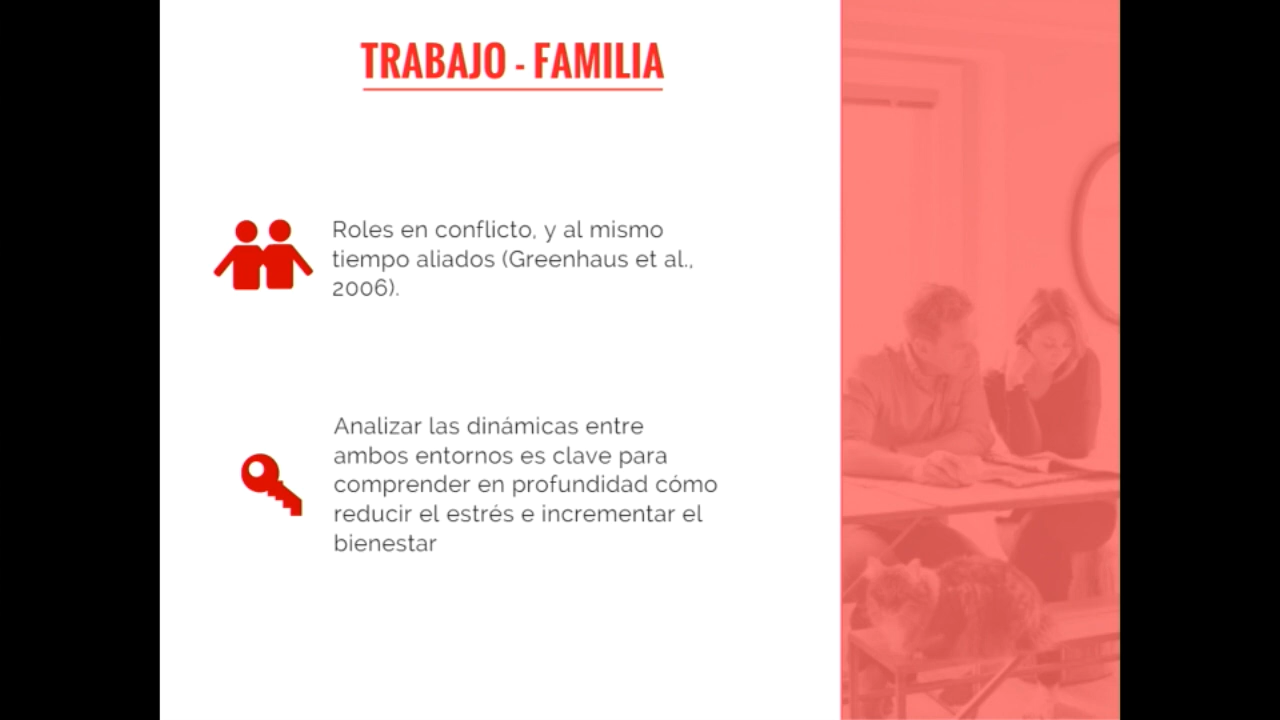 TRABAJO - FAMILIA
Roles en conflicto, y al mismo
tiempo aliados (Greenhaus et al.,
2006).
Analizar las dinámicas entre
ambos entornos es clave para
comprender en profundidad cómo
reducir el estrés e incrementar el
bienestar